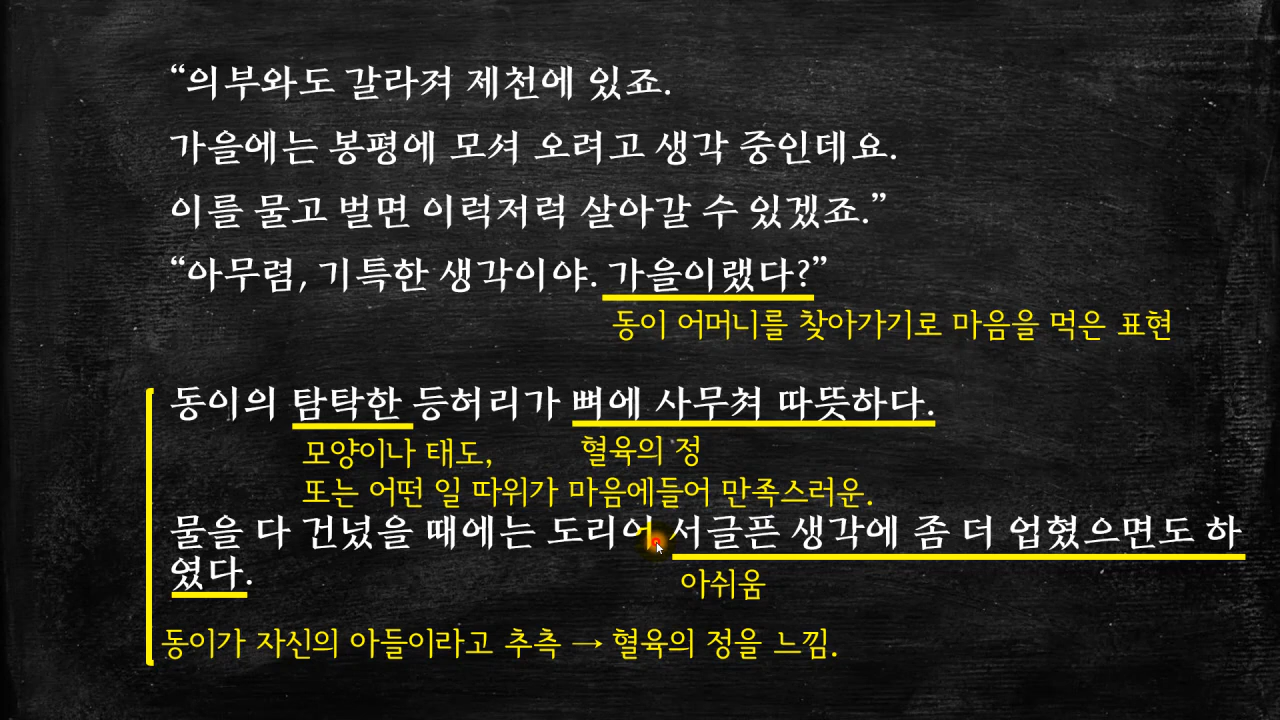 “의부와도 갈라져 제천에 있죠.
가을에는 봉평에 모셔 오려고 생각 중인데요.
이를 물고 벌면 이럭저럭 살아갈 수 있겠죠.”
“아무렴, 기특한 생각이야. 가을이랬다?”
동이 어머니를 찾아가기로 마음을 먹은 표현
동이의 탐탁한 등허리가 뼈에 사무쳐 따뜻하다.
모양이나 태도, 혈육의 정
또는 어떤 일 따위가 마음에들어 만족스러운.
물을 다 건넜을 때에는 도리어 서글픈 생각에 좀 더 업혔으면도 하
였다.
아쉬움
동이가 자신의 아들이라고 추측 → 혈육의 정을 느낌.